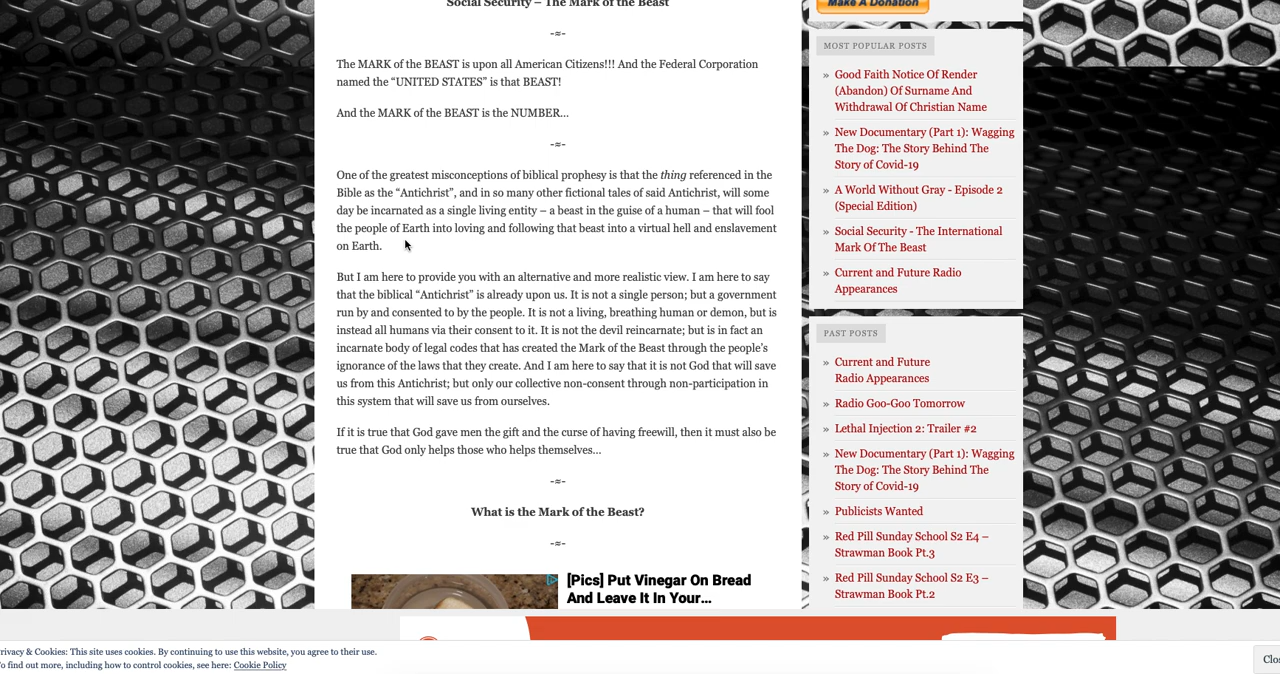 Social Security – The Mark of the Beast
-≈-
The MARK of the BEAST is upon all American Citizens!!! And the Federal Corporation
named the “UNITED STATES” is that BEAST!
And the MARK of the BEAST is the NUMBER…
-≈-
One of the greatest misconceptions of biblical prophesy is that the thing referenced in the
Bible as the “Antichrist”, and in so many other fictional tales of said Antichrist, will some
day be incarnated as a single living entity – a beast in the guise of a human – that will fool
the people of Earth into loving and following that beast into a virtual hell and enslavement
on Earth.
But I am here to provide you with an alternative and more realistic view. I am here to say
that the biblical “Antichrist” is already upon us. It is not a single person; but a government
run by and consented to by the people. It is not a living, breathing human or demon, but is
instead all humans via their consent to it. It is not the devil reincarnate; but is in fact an
incarnate body of legal codes that has created the Mark of the Beast through the people’s
ignorance of the laws that they create. And I am here to say that it is not God that will save
us from this Antichrist; but only our collective non-consent through non-participation in
this system that will save us from ourselves.
If it is true that God gave men the gift and the curse of having freewill, then it must also be
true that God only helps those who helps themselves…
-≈-
What is the Mark of the Beast?
-≈-
[Pics] Put Vinegar On Bread
And Leave It In Your...
Make A Donation
MOST POPULAR POSTS
» Good Faith Notice Of Render
(Abandon) Of Surname And
Withdrawal Of Christian Name
» New Documentary (Part 1): Wagging
The Dog: The Story Behind The
Story of Covid-19
» A World Without Gray - Episode 2
(Special Edition)
» Social Security - The International
Mark Of The Beast
» Current and Future Radio
Appearances
PAST POSTS
» Current and Future
Radio Appearances
» Radio Goo-Goo Tomorrow
» Lethal Injection 2: Trailer #2
» New Documentary (Part 1): Wagging
The Dog: The Story Behind The
Story of Covid-19
» Publicists Wanted
» Red Pill Sunday School S2 E4 –
Strawman Book Pt.3
» Red Pill Sunday School S2 E3 –
Strawman Book Pt.2
rivacy & Cookies: This site uses cookies. By continuing to use this website, you agree to their use.
o find out more, including how to control cookies, see here: Cookie Policy
Clos